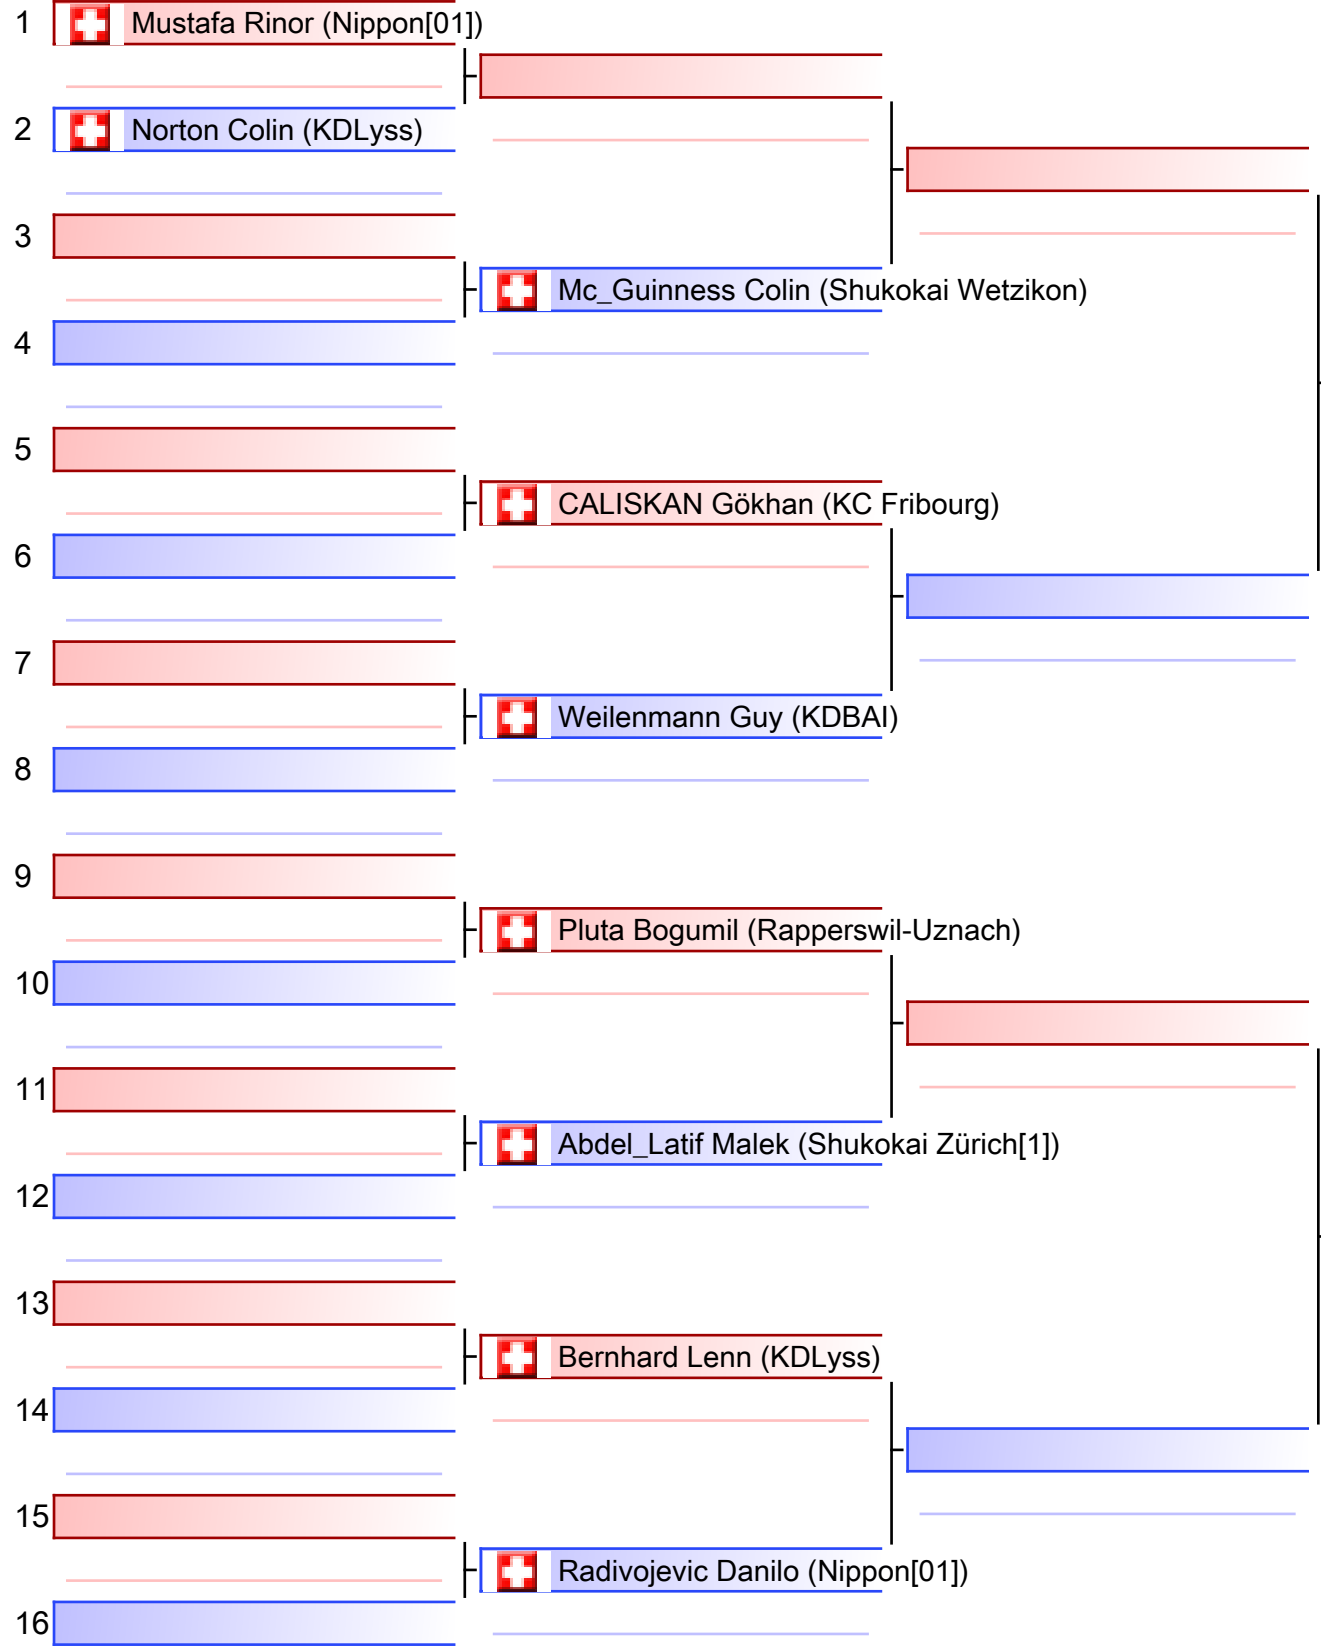 1 Mustafa Rinor (Nippon[01])
2 Norton Colin (KDLyss)
3
Mc_Guinness Colin (Shukokai Wetzikon)
4
5
CALISKAN Gökhan (KC Fribourg)
6
7
Weilenmann Guy (KDBAI)
8
9
Pluta Bogumil (Rapperswil-Uznach)
10
11
Abdel_Latif Malek (Shukokai Zürich[1])
12
13
Bernhard Lenn (KDLyss)
14
15
Radivojevic Danilo (Nippon[01])
16